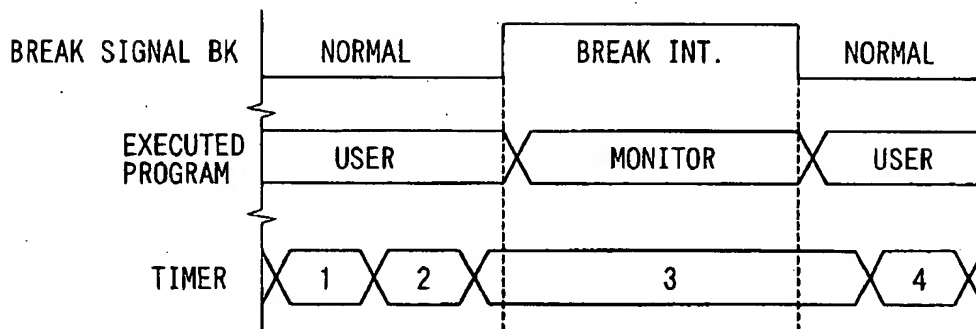 BREAK SIGNAL BK NORMAL BREAK INT. NORMAL
EXECUTED
PROGRAM
USER MONITOR USER
TIMER 1 2 3 4